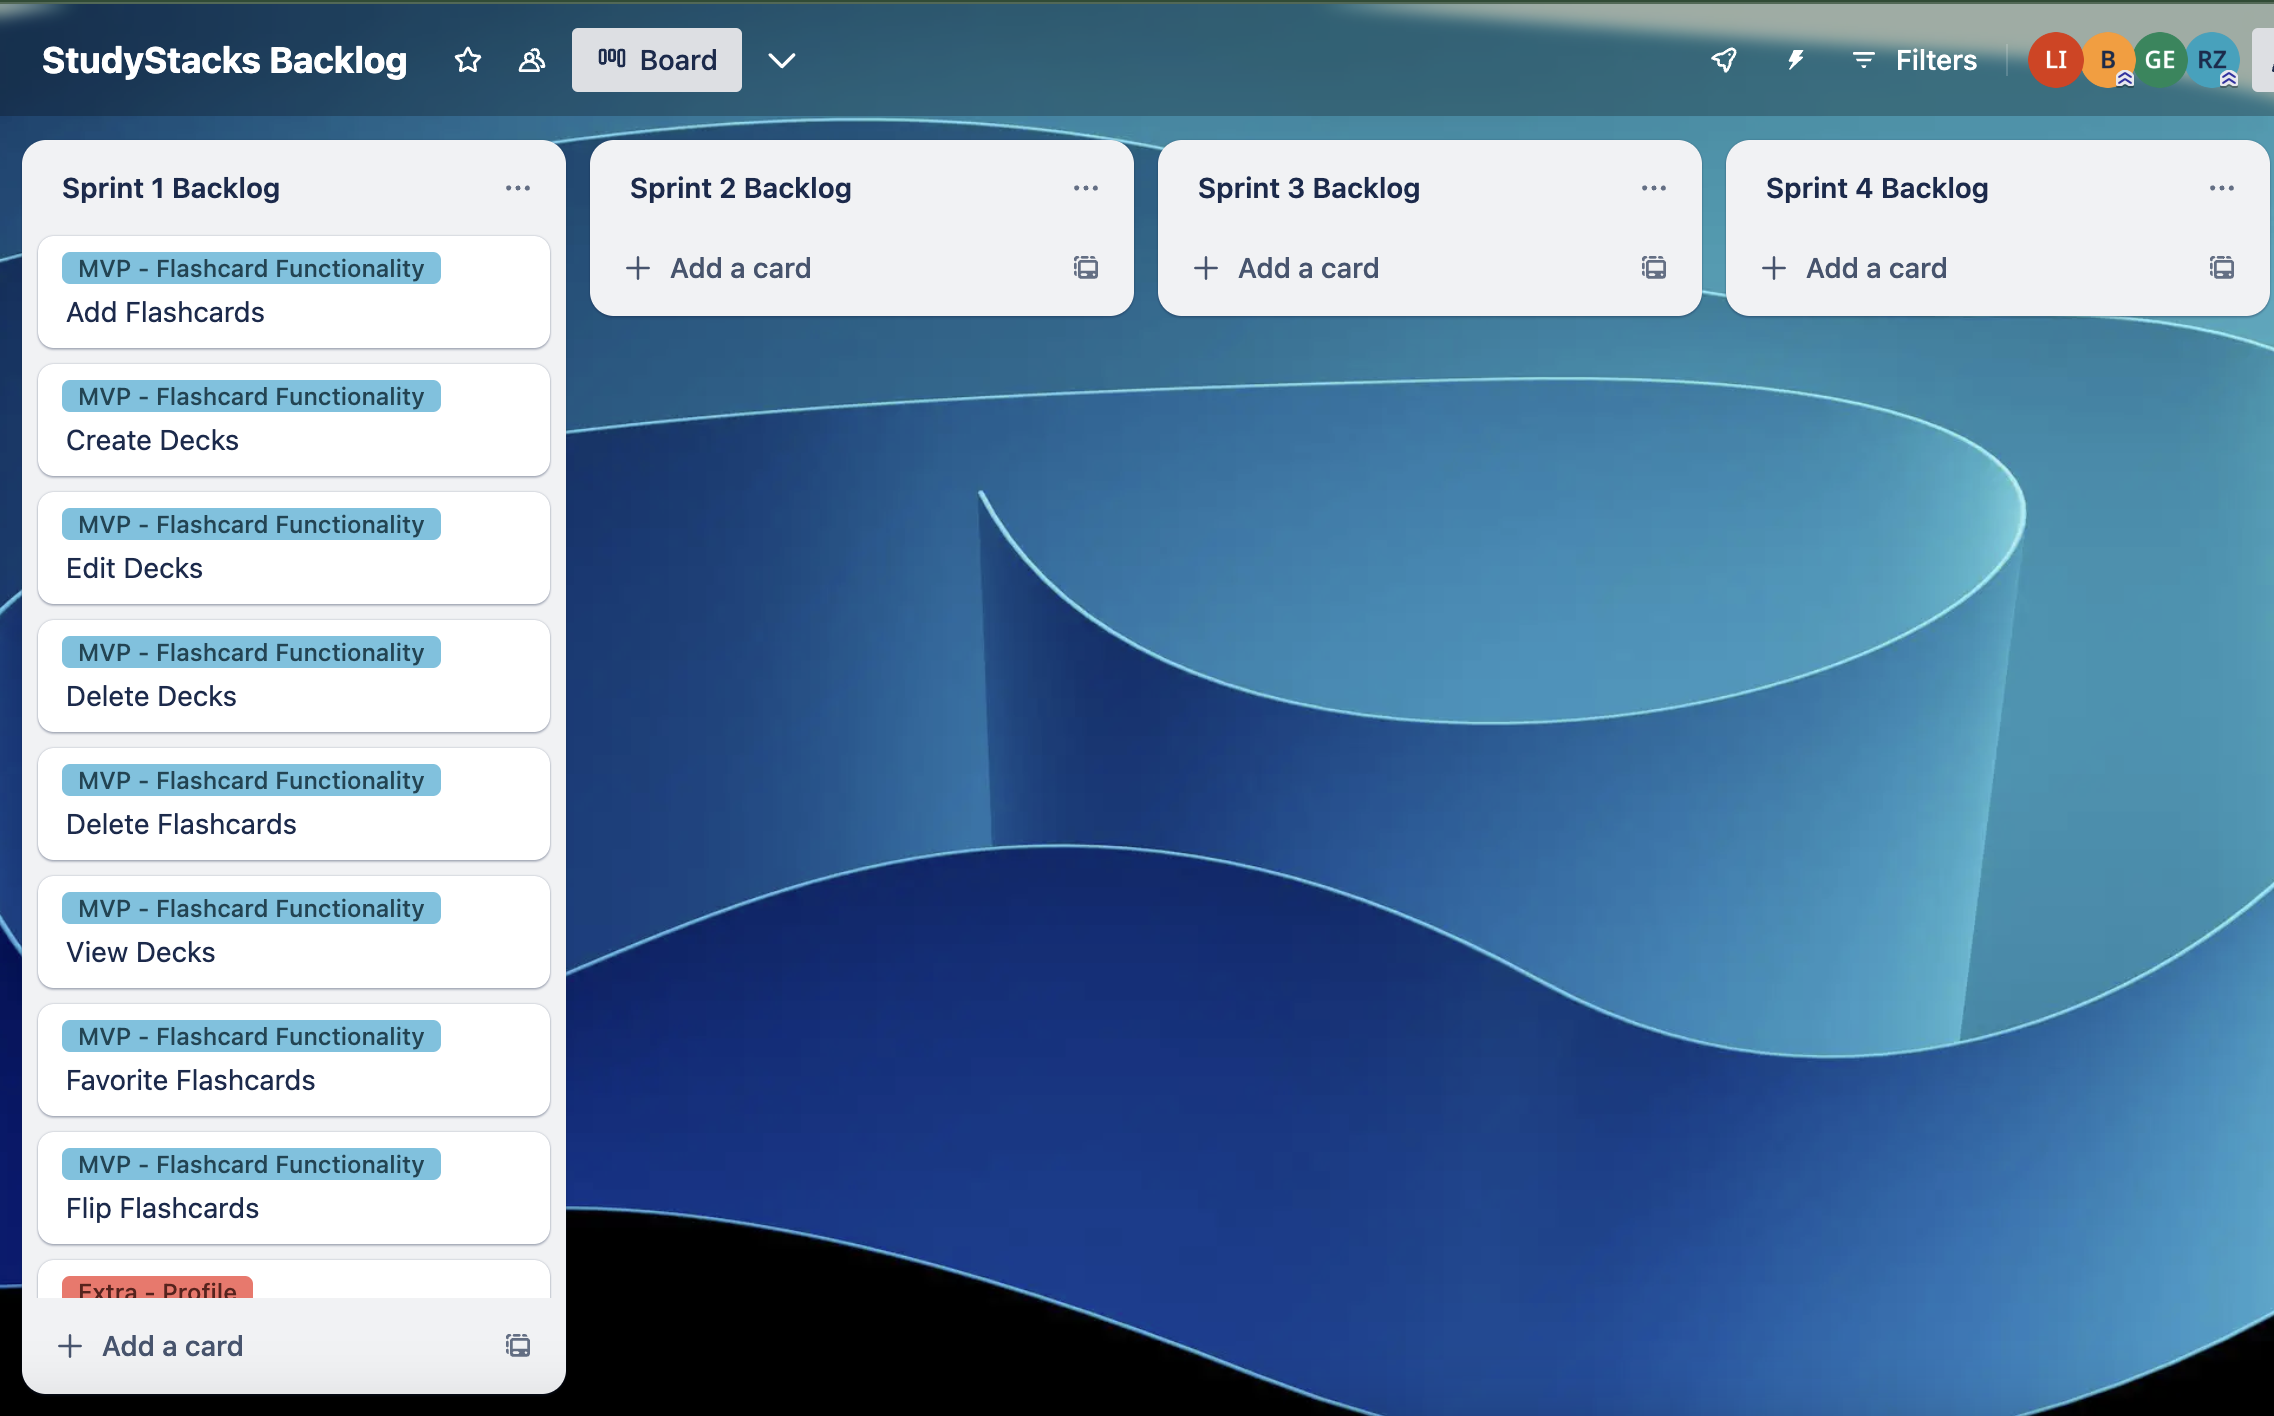 StudyStacks Backlog
Board
Filters
LI
B
GE
RZ
Sprint 1 Backlog
MVP - Flashcard Functionality
Add Flashcards
MVP - Flashcard Functionality
Create Decks
MVP - Flashcard Functionality
Edit Decks
MVP - Flashcard Functionality
Delete Decks
MVP - Flashcard Functionality
Delete Flashcards
MVP - Flashcard Functionality
View Decks
MVP - Flashcard Functionality
Favorite Flashcards
MVP - Flashcard Functionality
Flip Flashcards
Extra - Profile
Add a card
Sprint 2 Backlog
Add a card
Sprint 3 Backlog
Add a card
Sprint 4 Backlog
Add a card